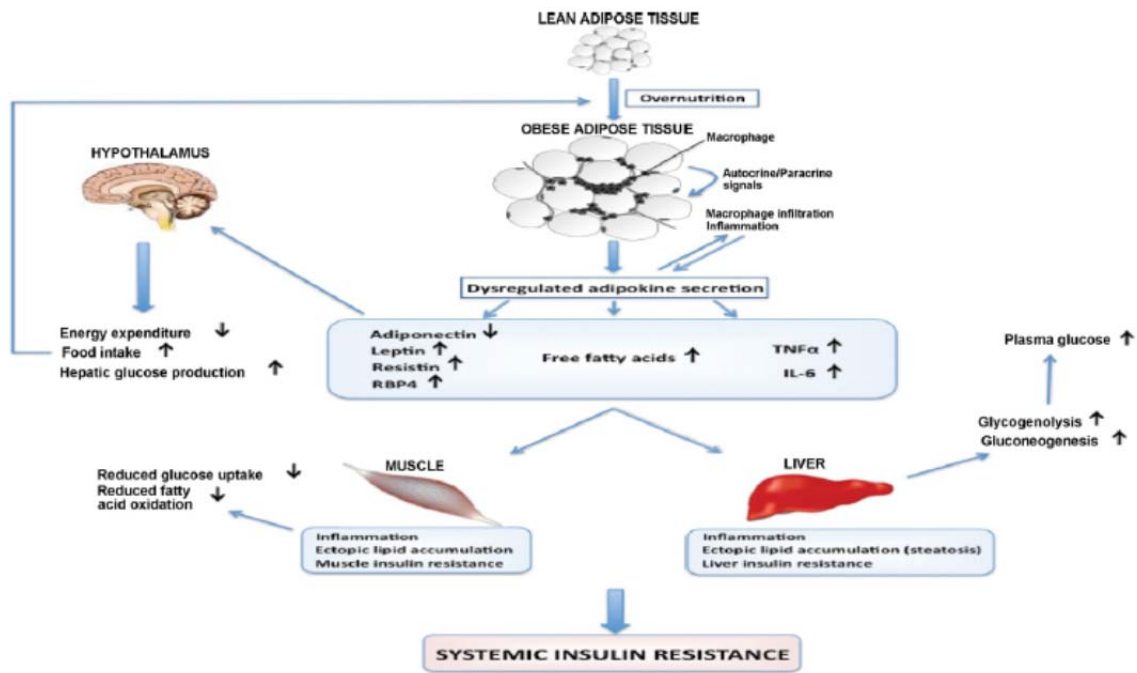 LEAN ADIPOSE TISSUE
Overnutrition
OBESE ADIPOSE TISSUE
Macrophage
Autocrine/Paracrine
signals
Macrophage infiltration
Inflammation
HYPOTHALAMUS
Dysregulated adipokine secretion
Energy expenditure ↓
Food intake ↑
Hepatic glucose production ↑
Adiponectin ↓
Leptin ↑
Resistin ↑
RBP4 ↑
Free fatty acids ↑
TNFα ↑
IL-6 ↑
Plasma glucose ↑
Glycogenolysis ↑
Gluconeogenesis ↑
MUSCLE
Reduced glucose uptake ↓
Reduced fatty ↓
acid oxidation
Inflammation
Ectopic lipid accumulation
Muscle insulin resistance
LIVER
Inflammation
Ectopic lipid accumulation (steatosis)
Liver insulin resistance
SYSTEMIC INSULIN RESISTANCE